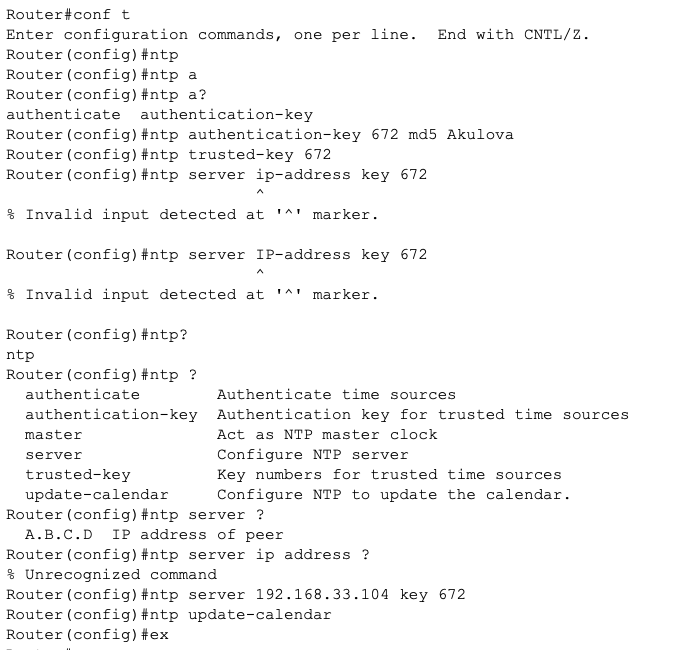 Router#conf t
Enter configuration commands, one per line.  End with CNTL/Z.
Router(config)#ntp
Router(config)#ntp a
Router(config)#ntp a?
authenticate  authentication-key
Router(config)#ntp authentication-key 672 md5 Akulova
Router(config)#ntp trusted-key 672
Router(config)#ntp server ip-address key 672
                          ^
% Invalid input detected at '^' marker.

Router(config)#ntp server IP-address key 672
                          ^
% Invalid input detected at '^' marker.

Router(config)#ntp?
ntp
Router(config)#ntp ?
  authenticate        Authenticate time sources
  authentication-key  Authentication key for trusted time sources
  master              Act as NTP master clock
  server              Configure NTP server
  trusted-key         Key numbers for trusted time sources
  update-calendar     Configure NTP to update the calendar.
Router(config)#ntp server ?
  A.B.C.D  IP address of peer
Router(config)#ntp server ip address ?
% Unrecognized command
Router(config)#ntp server 192.168.33.104 key 672
Router(config)#ntp update-calendar
Router(config)#ex